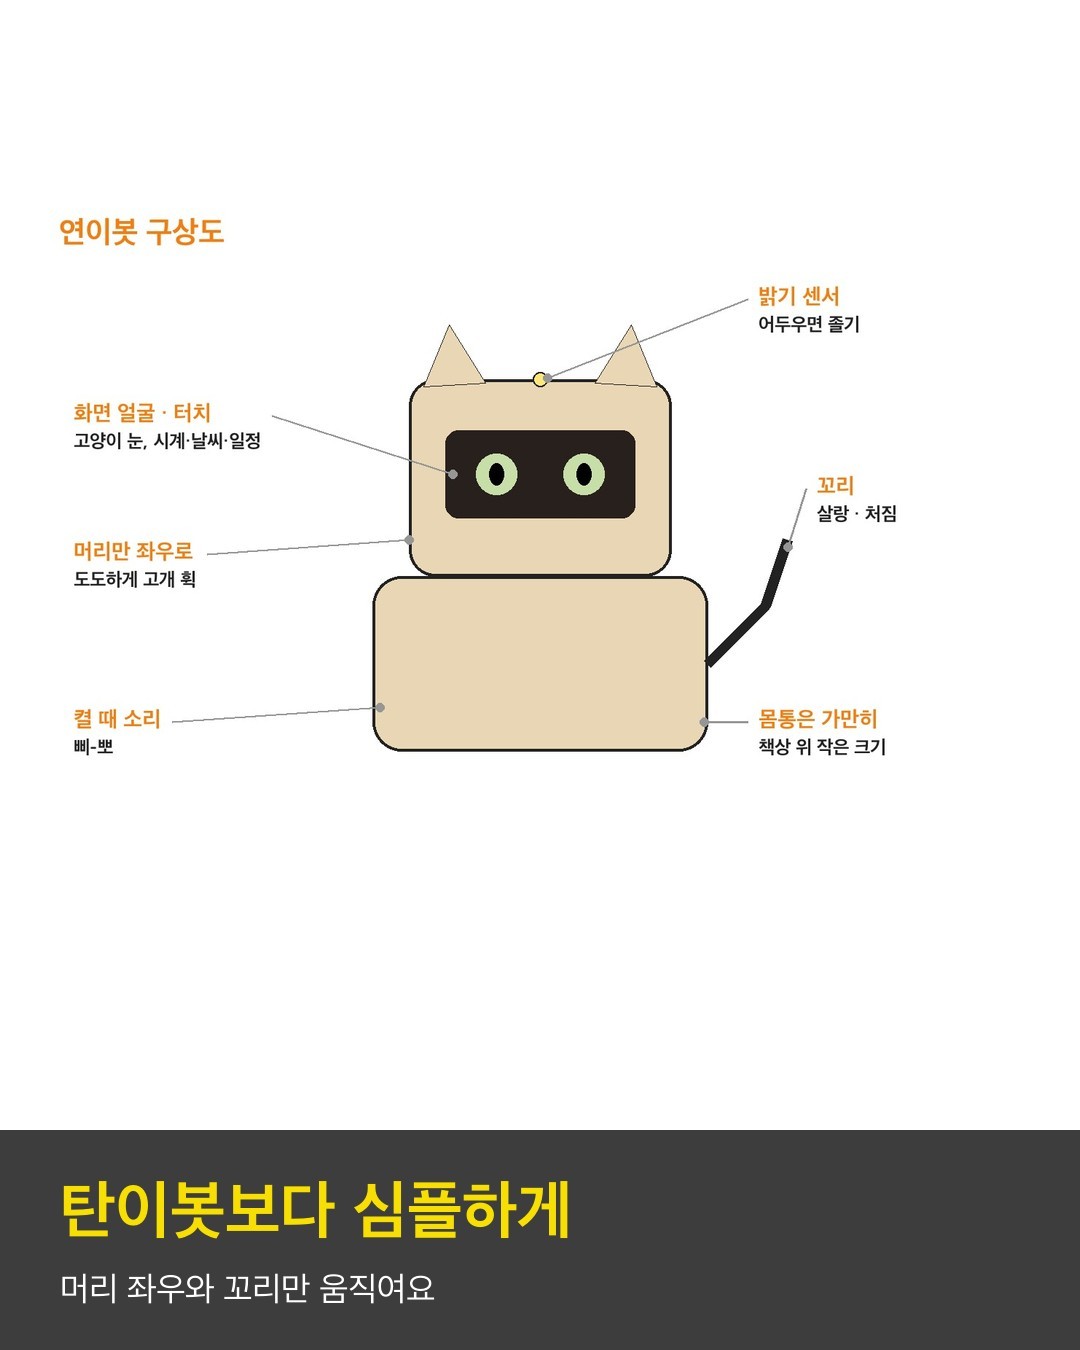 연이봇 구상도
밝기 센서
어두우면 졸기
화면 얼굴 · 터치
고양이 눈, 시계·날씨·일정
꼬리
살랑 · 처짐
머리만 좌우로
도도하게 고개 획
켤 때 소리
삐-뽀
몸통은 가만히
책상 위 작은 크기
탄이봇보다 심플하게
머리 좌우와 꼬리만 움직여요